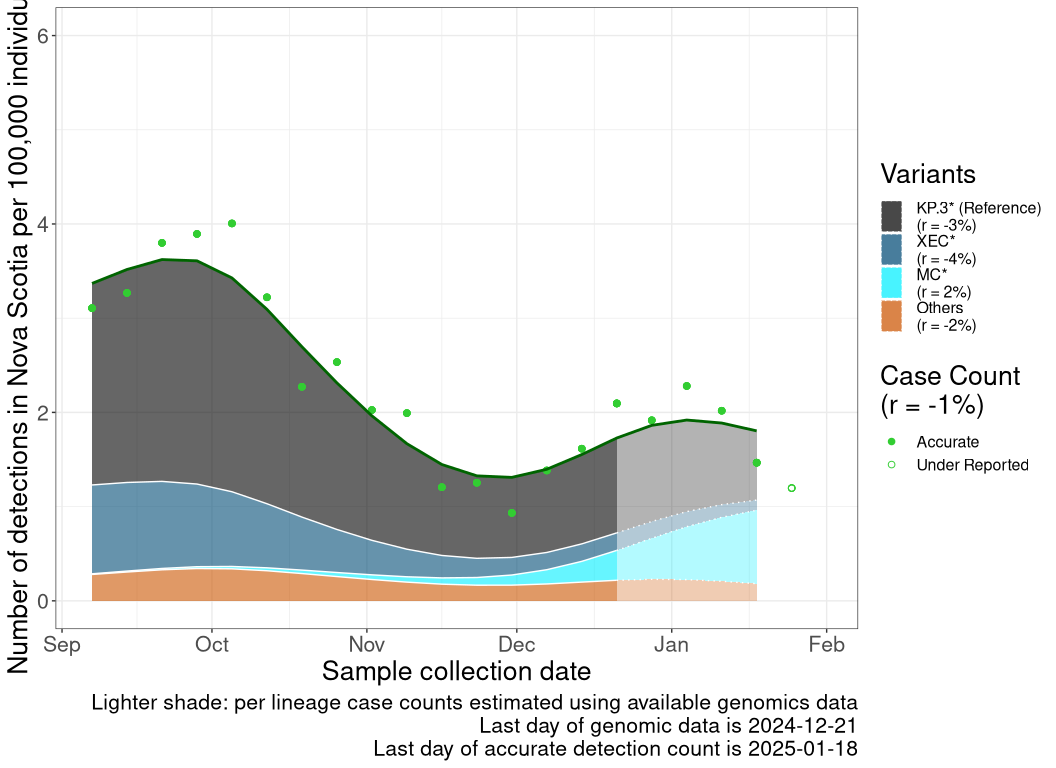 Number of detections in Nova Scotia per 100,000
6
4
2
0
Sep Oct Nov Dec Jan Feb
Sample collection date
Variants
KP.3* (Reference)
(r = -3%)
XEC*
(r = -4%)
MC*
(r = 2%)
Others
(r = -2%)
Case Count
(r = -1%)
Accurate
Under Reported
Lighter shade: per lineage case counts estimated using available genomics data
Last day of genomic data is 2024-12-21
Last day of accurate detection count is 2025-01-18